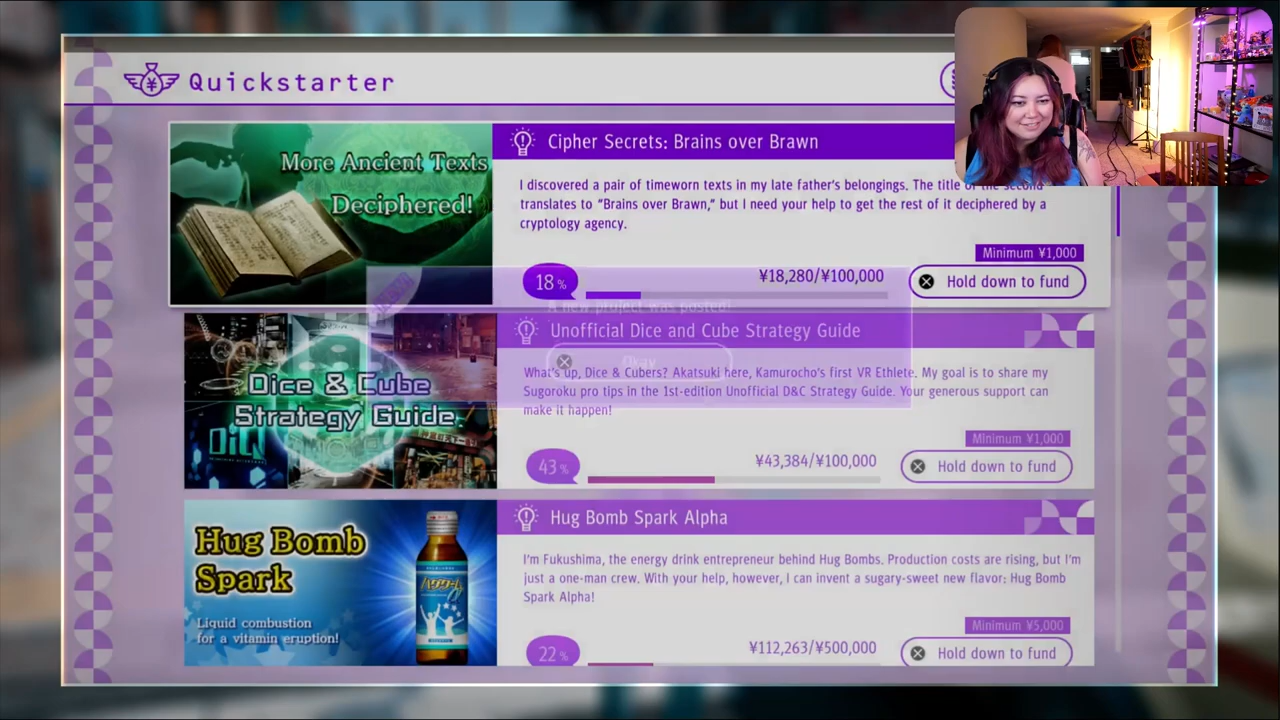 Quickstarter
More Ancient Texts
Deciphered!
Cipher Secrets: Brains over Brawn
I discovered a pair of timeworn texts in my late father's belongings. The title of the second
translates to “Brains over Brawn,” but I need your help to get the rest of it deciphered by a
cryptology agency.
Minimum ¥1,000
18%
¥18,280/¥100,000
Hold down to fund
A new project was posted!
Okay
Dice & Cube
Strategy Guide
Unofficial Dice and Cube Strategy Guide
What's up, Dice & Cubers? Akatsuki here, Kamurocho's first VR Ethlete. My goal is to share my
Sugoroku pro tips in the 1st-edition Unofficial D&C Strategy Guide. Your generous support can
make it happen!
Minimum ¥1,000
43%
¥43,384/¥100,000
Hold down to fund
Hug Bomb
Spark
Liquid combustion
for a vitamin eruption!
Hug Bomb Spark Alpha
I'm Fukushima, the energy drink entrepreneur behind Hug Bombs. Production costs are rising, but I'm
just a one-man crew. With your help, however, I can invent a sugary-sweet new flavor: Hug Bomb
Spark Alpha!
Minimum ¥5,000
22%
¥112,263/¥500,000
Hold down to fund